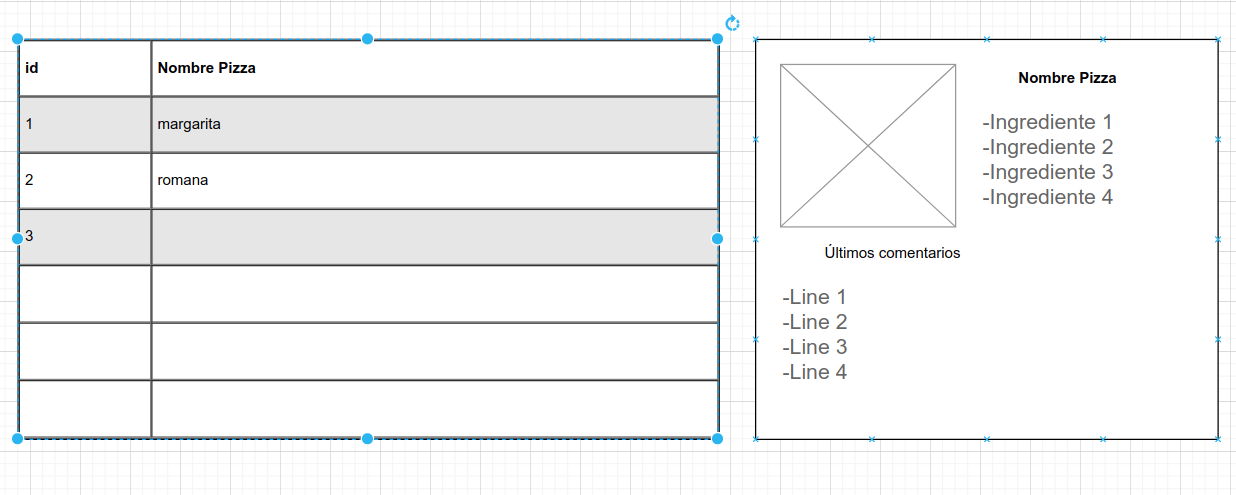 id Nombre Pizza
1 margarita
2 romana
3
Nombre Pizza
-Ingrediente 1
-Ingrediente 2
-Ingrediente 3
-Ingrediente 4
Últimos comentarios
-Line 1
-Line 2
-Line 3
-Line 4